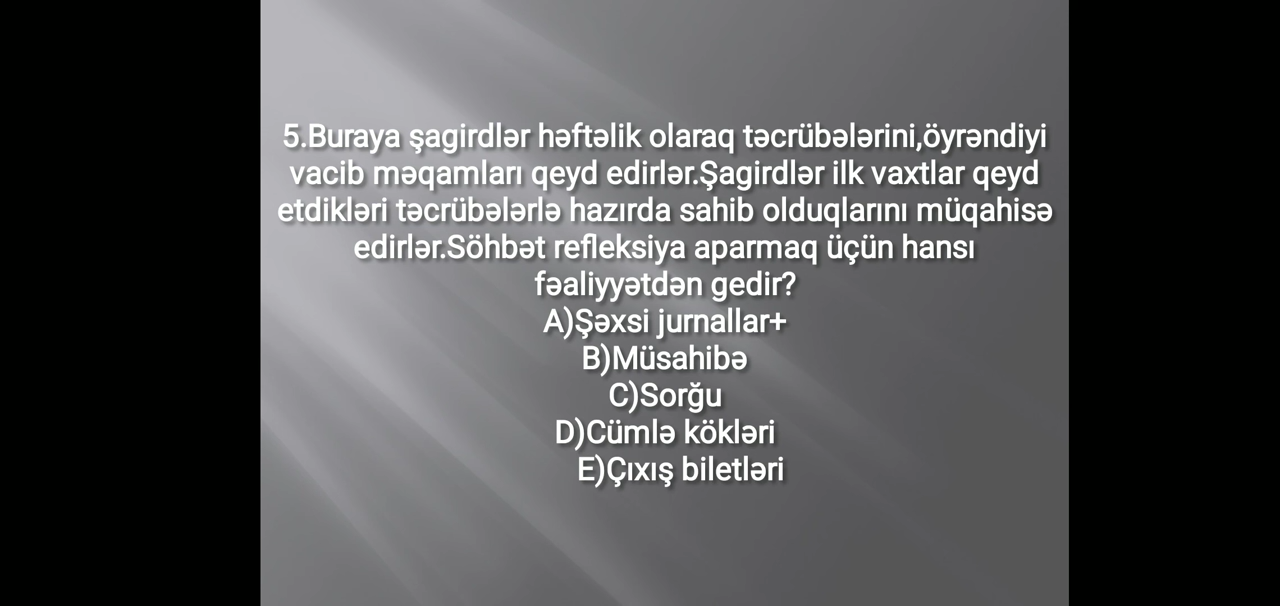 5.Buraya şagirdlər həftəlik olaraq təcrübələrini,öyrəndiyi
vacib məqamları qeyd edirlər.Şagirdlər ilk vaxtlar qeyd
etdikləri təcrübələrlə hazırda sahib olduqlarını müqahisə
edirlər.Söhbət refleksiya aparmaq üçün hansı
fəaliyyətdən gedir?
A)Şəxsi jurnallar+
B)Müsahibə
C)Sorğu
D)Cümlə kökləri
E)Çıxış biletləri